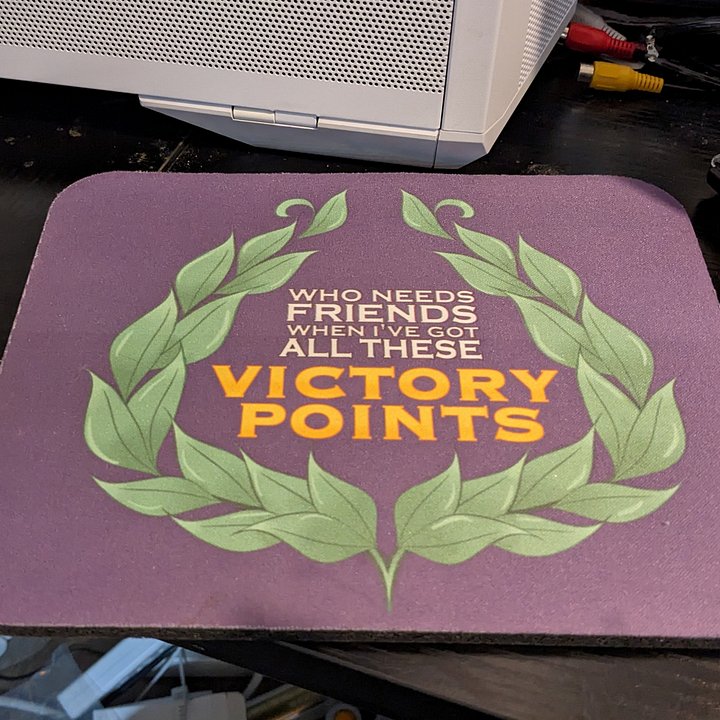 WHO NEEDS
FRIENDS
WHEN I'VE GOT
ALL THESE
VICTORY
POINTS